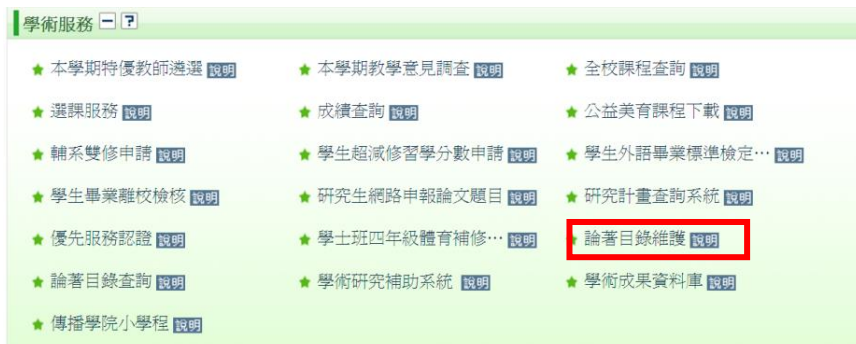 學術服務 − ?
★ 本學期特優教師遴選 說明 ★ 本學期教學意見調查 說明 ★ 全校課程查詢 說明
★ 選課服務 說明 ★ 成績查詢 說明 ★ 公益美育課程下載 說明
★ 輔系雙修申請 說明 ★ 學生超減修習學分數申請 說明 ★ 學生外語畢業標準檢定… 說明
★ 學生畢業離校檢核 說明 ★ 研究生網路申報論文題目 說明 ★ 研究計畫查詢系統 說明
★ 優先服務認證 說明 ★ 學士班四年級體育補修… 說明 ★ 論著目錄維護 說明
★ 論著目錄查詢 說明 ★ 學術研究補助系統 說明 ★ 學術成果資料庫 說明
★ 傳播學院小學程 說明